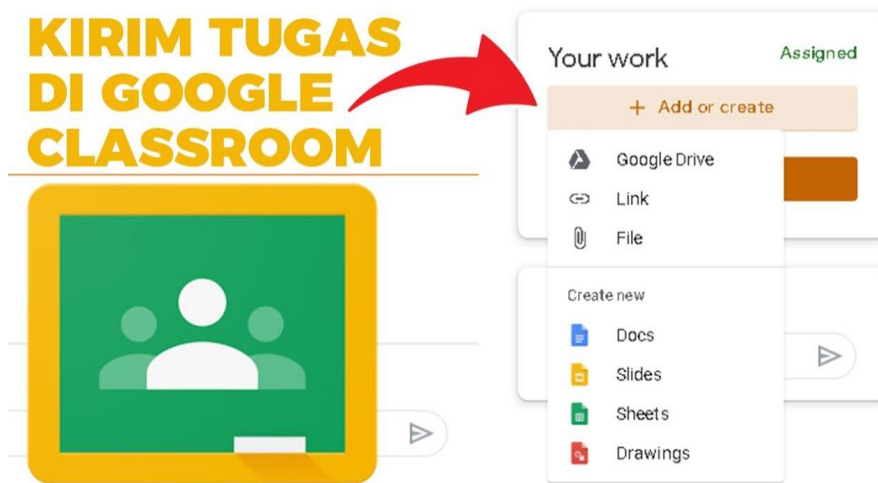 KIRIM TUGAS
DI GOOGLE
CLASSROOM
Your work
Assigned
+ Add or create
Google Drive
Link
File
Create new
Docs
Slides
Sheets
Drawings